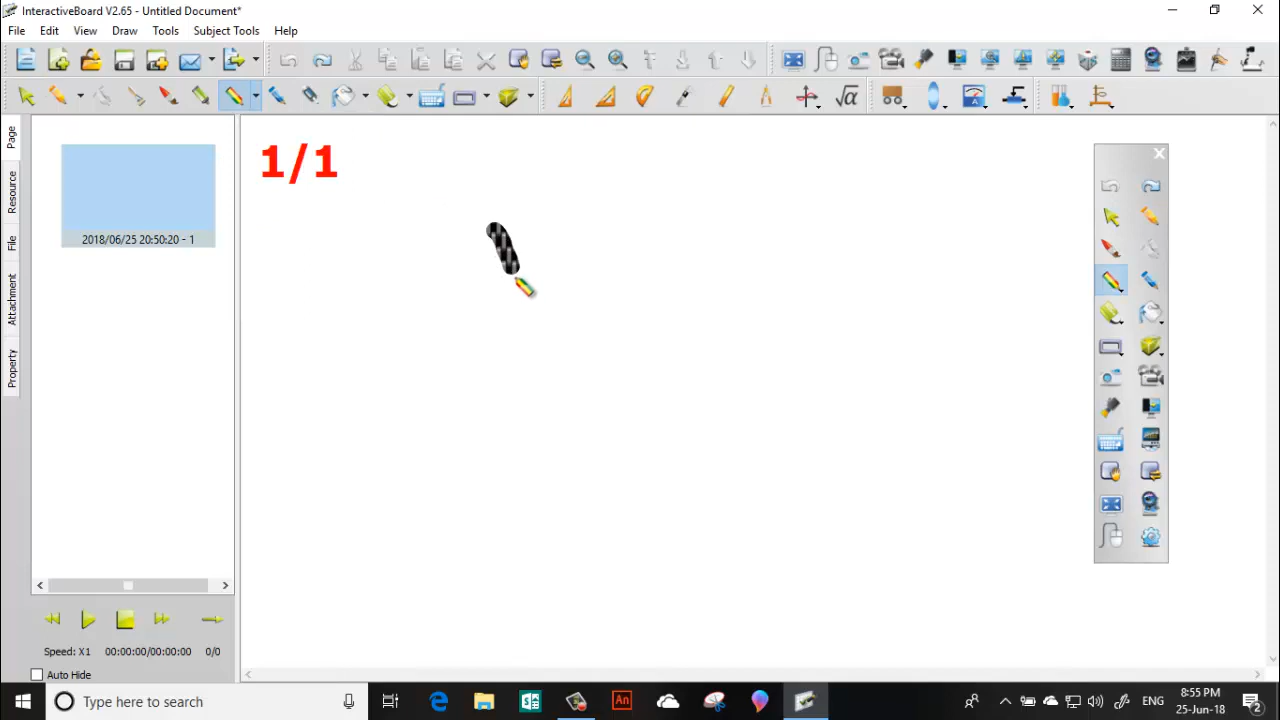 InteractiveBoard V2.65 - Untitled Document*
File Edit View Draw Tools Subject Tools Help
Page
Resource
File
Attachment
Property
1/1
2018/06/25 20:50:20 - 1
Speed: X1 00:00:00/00:00:00 0/0
Auto Hide
Type here to search
An
ENG
8:55 PM
25-Jun-18
2